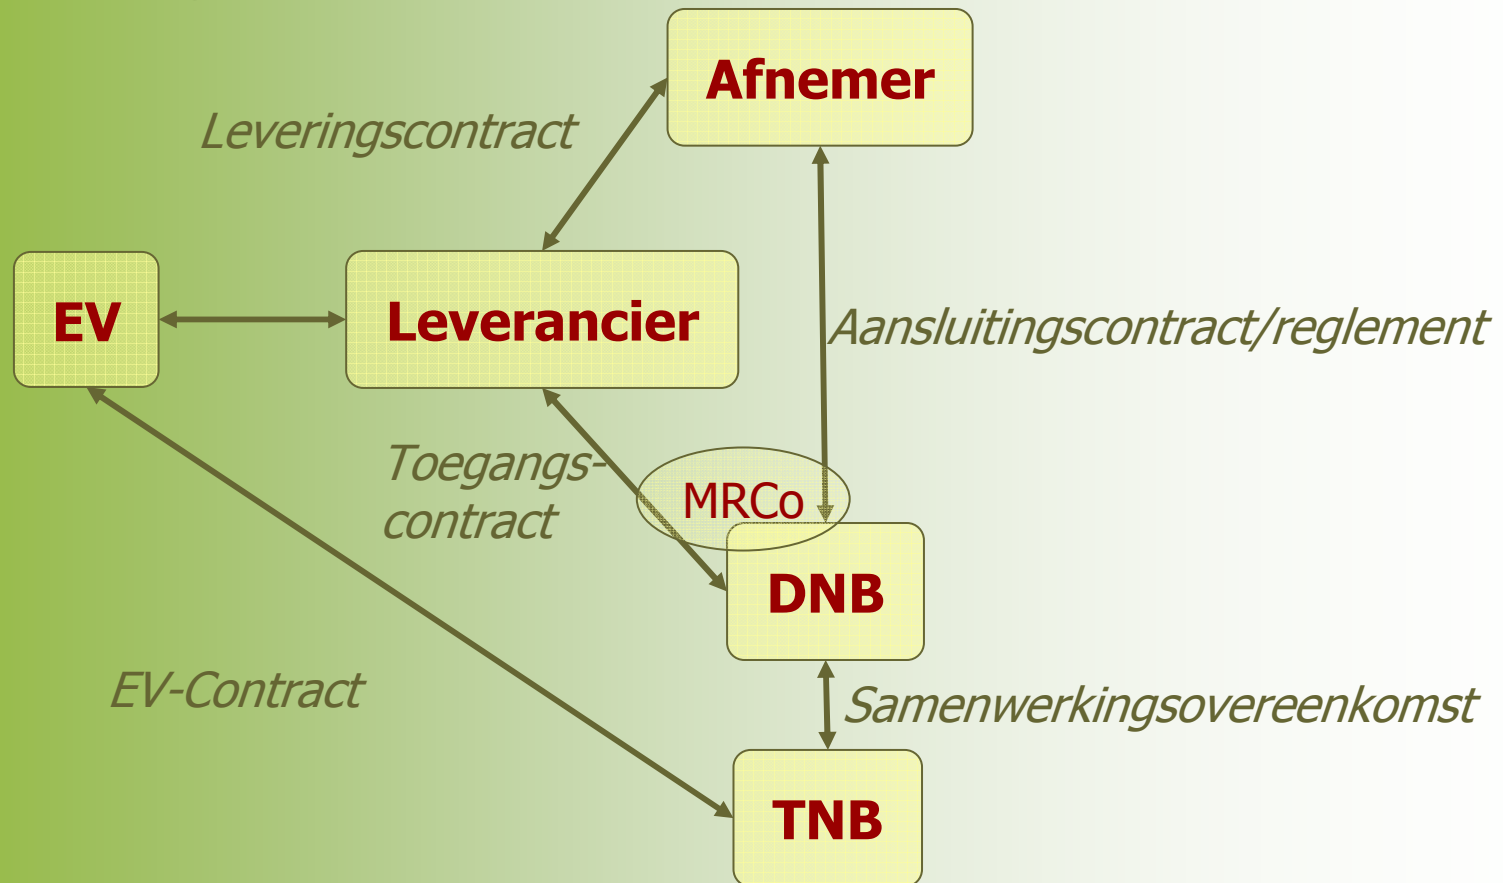 Afnemer
Leveringscontract
EV
Leverancier
Aansluitingscontract/reglement
Toegangs-
contract
MRCo
DNB
EV-Contract
Samenwerkingsovereenkomst
TNB